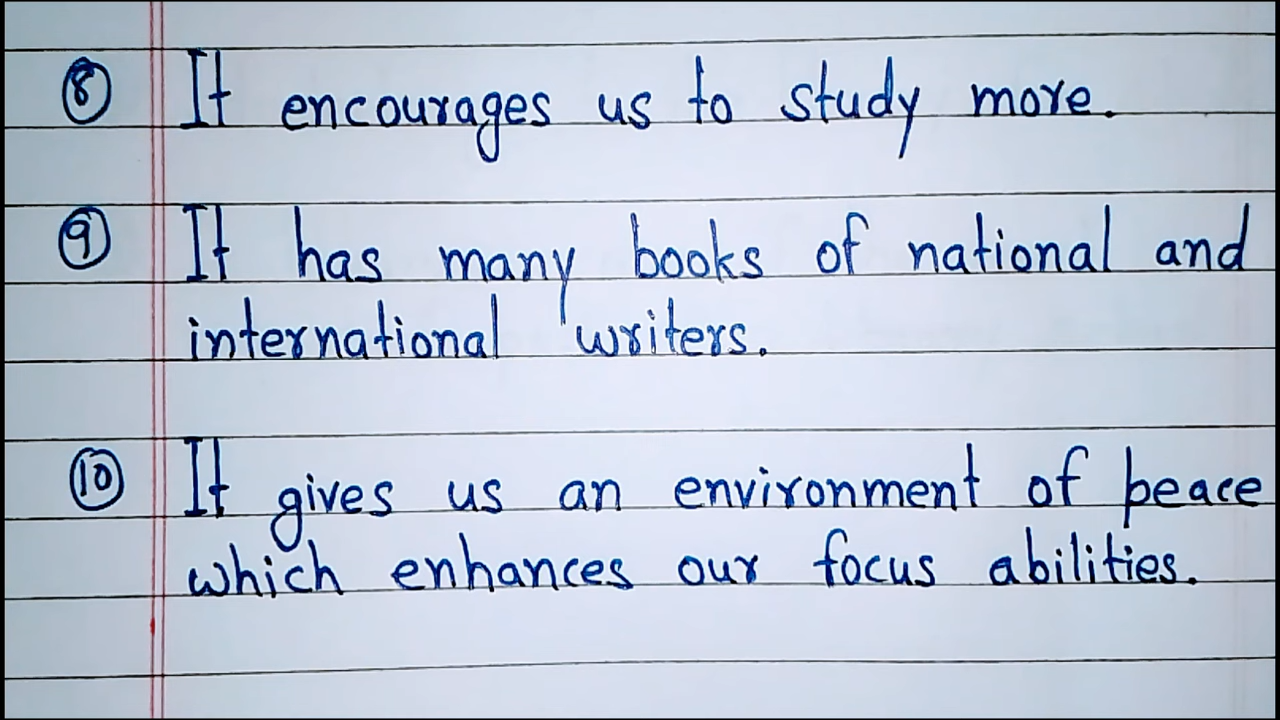 ⑧ It encourages us to study more.
⑨ It has many books of national and
international writers.
⑩ It gives us an environment of peace
which enhances our focus abilities.